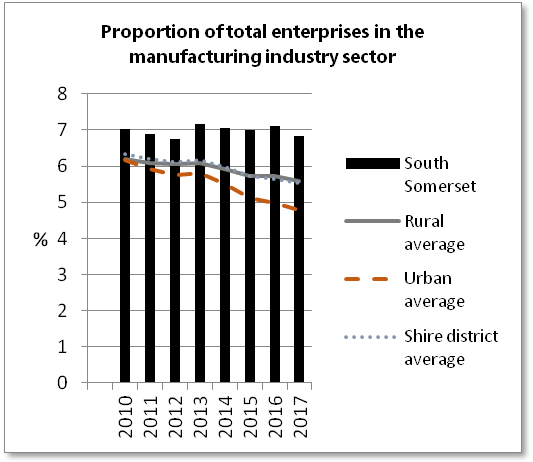 Proportion of total enterprises in the
manufacturing industry sector
8
7
6
5
4
3
2
1
0
%
2010
2011
2012
2013
2014
2015
2016
2017
South
Somerset
Rural
average
Urban
average
Shire district
average